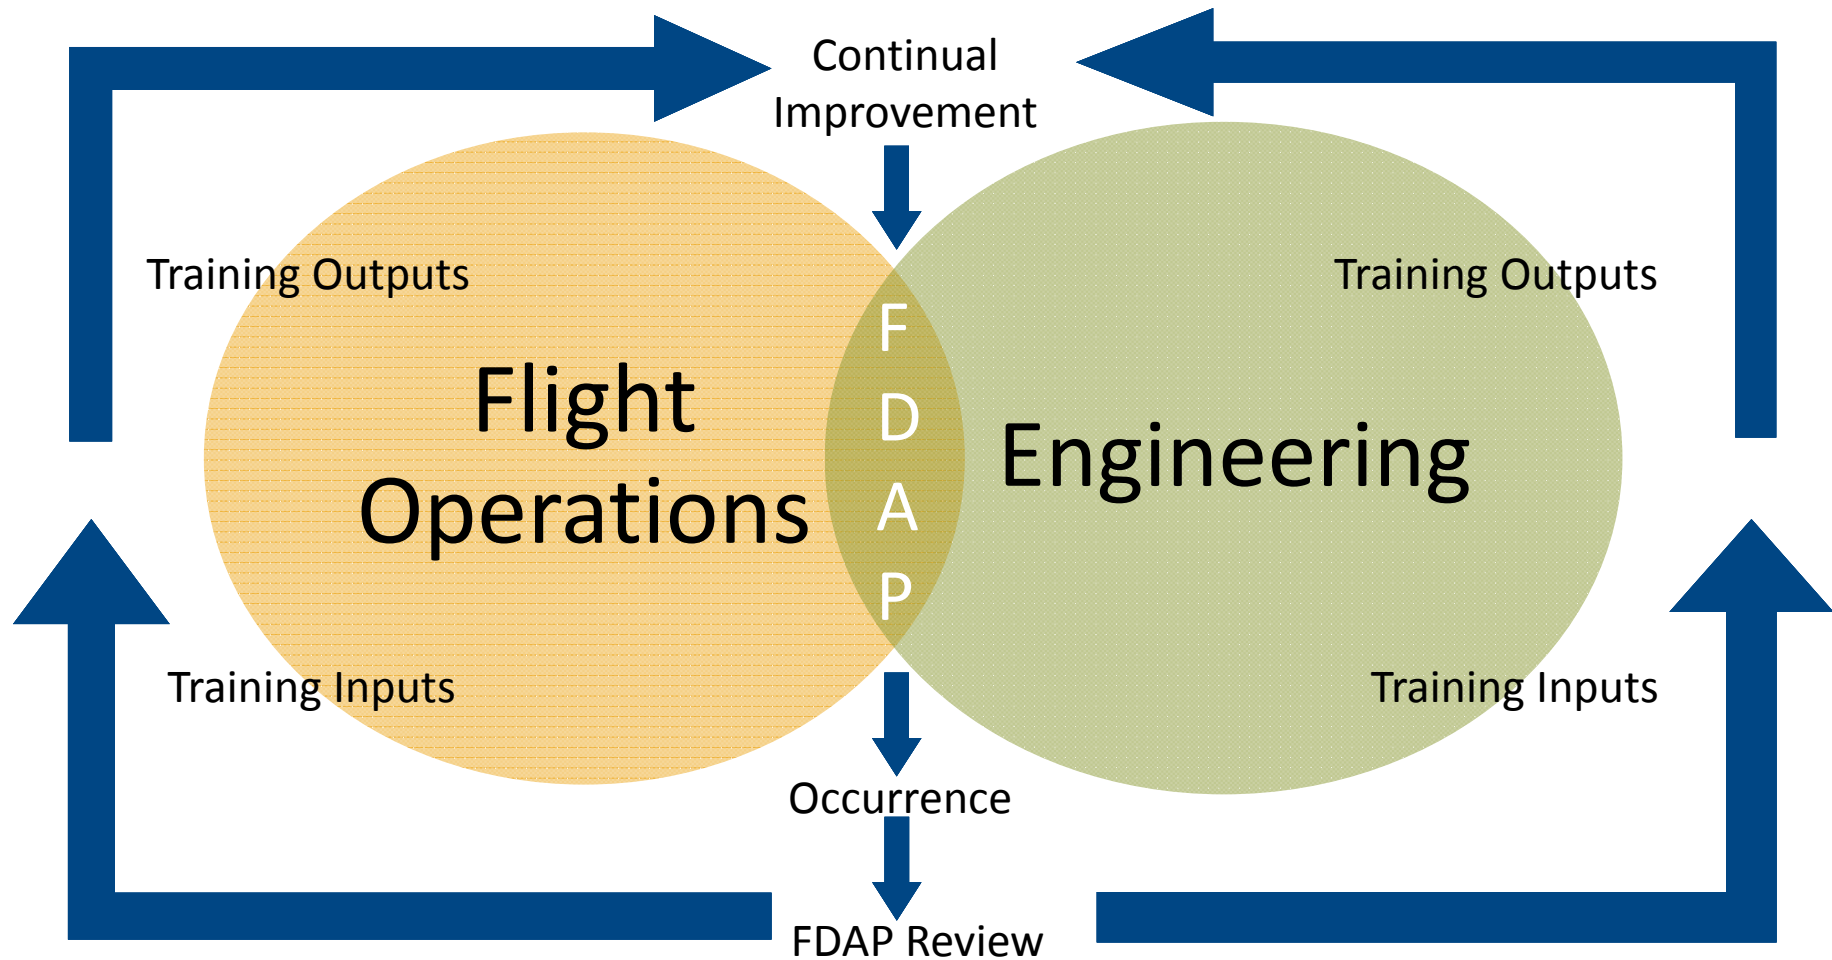 Continual
Improvement
Training Outputs
Training Outputs
F
D
A
P
Flight
Operations
Engineering
Training Inputs
Training Inputs
Occurrence
FDAP Review